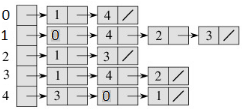 0 1 4 /
1 0 4 2 3 /
2 1 3 /
3 1 4 2 /
4 3 0 1 /